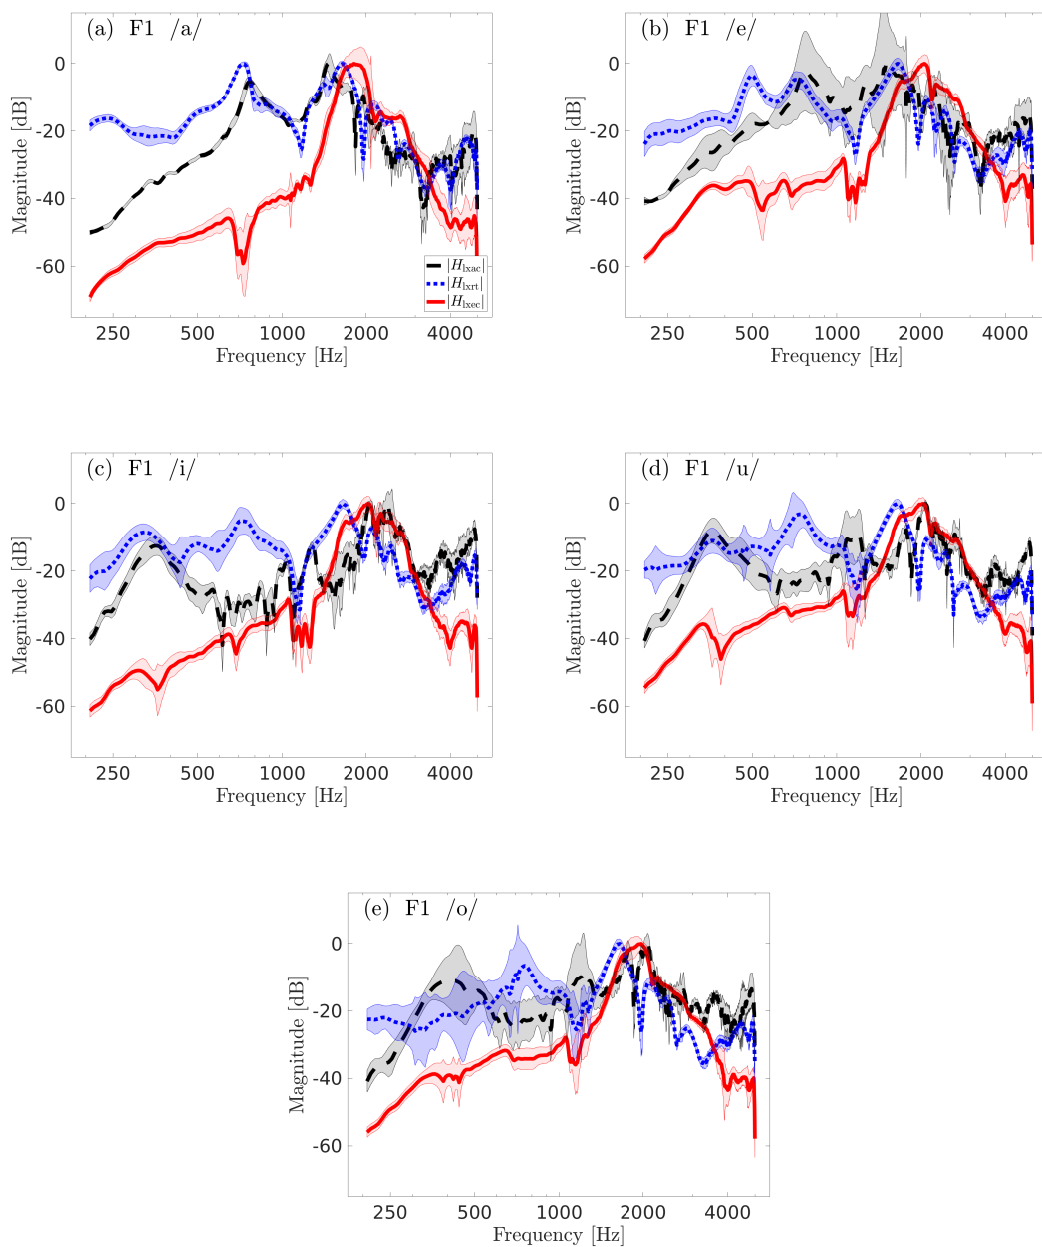 (a) F1 /a/
0
-20
-40
-60
Magnitude [dB]
250 500 1000 2000 4000
Frequency [Hz]
|H_lxac|
|H_lxrt|
|H_lxec|
(b) F1 /e/
0
-20
-40
-60
Magnitude [dB]
250 500 1000 2000 4000
Frequency [Hz]
(c) F1 /i/
0
-20
-40
-60
Magnitude [dB]
250 500 1000 2000 4000
Frequency [Hz]
(d) F1 /u/
0
-20
-40
-60
Magnitude [dB]
250 500 1000 2000 4000
Frequency [Hz]
(e) F1 /o/
0
-20
-40
-60
Magnitude [dB]
250 500 1000 2000 4000
Frequency [Hz]